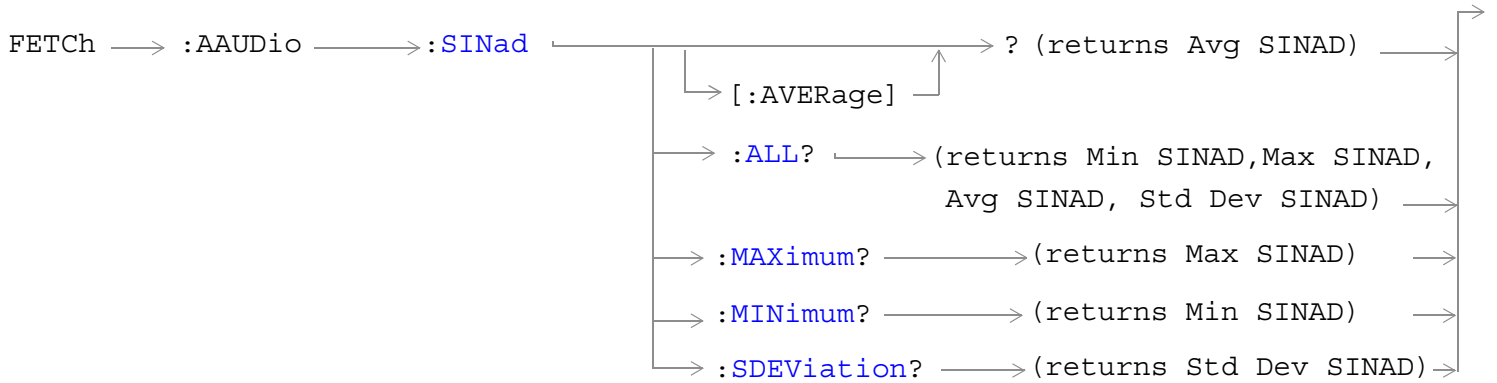 FETCh :AAUDio :SINad ? (returns Avg SINAD)
[:AVERage]
:ALL? (returns Min SINAD,Max SINAD,
Avg SINAD, Std Dev SINAD)
:MAXimum? (returns Max SINAD)
:MINimum? (returns Min SINAD)
:SDEViation? (returns Std Dev SINAD)